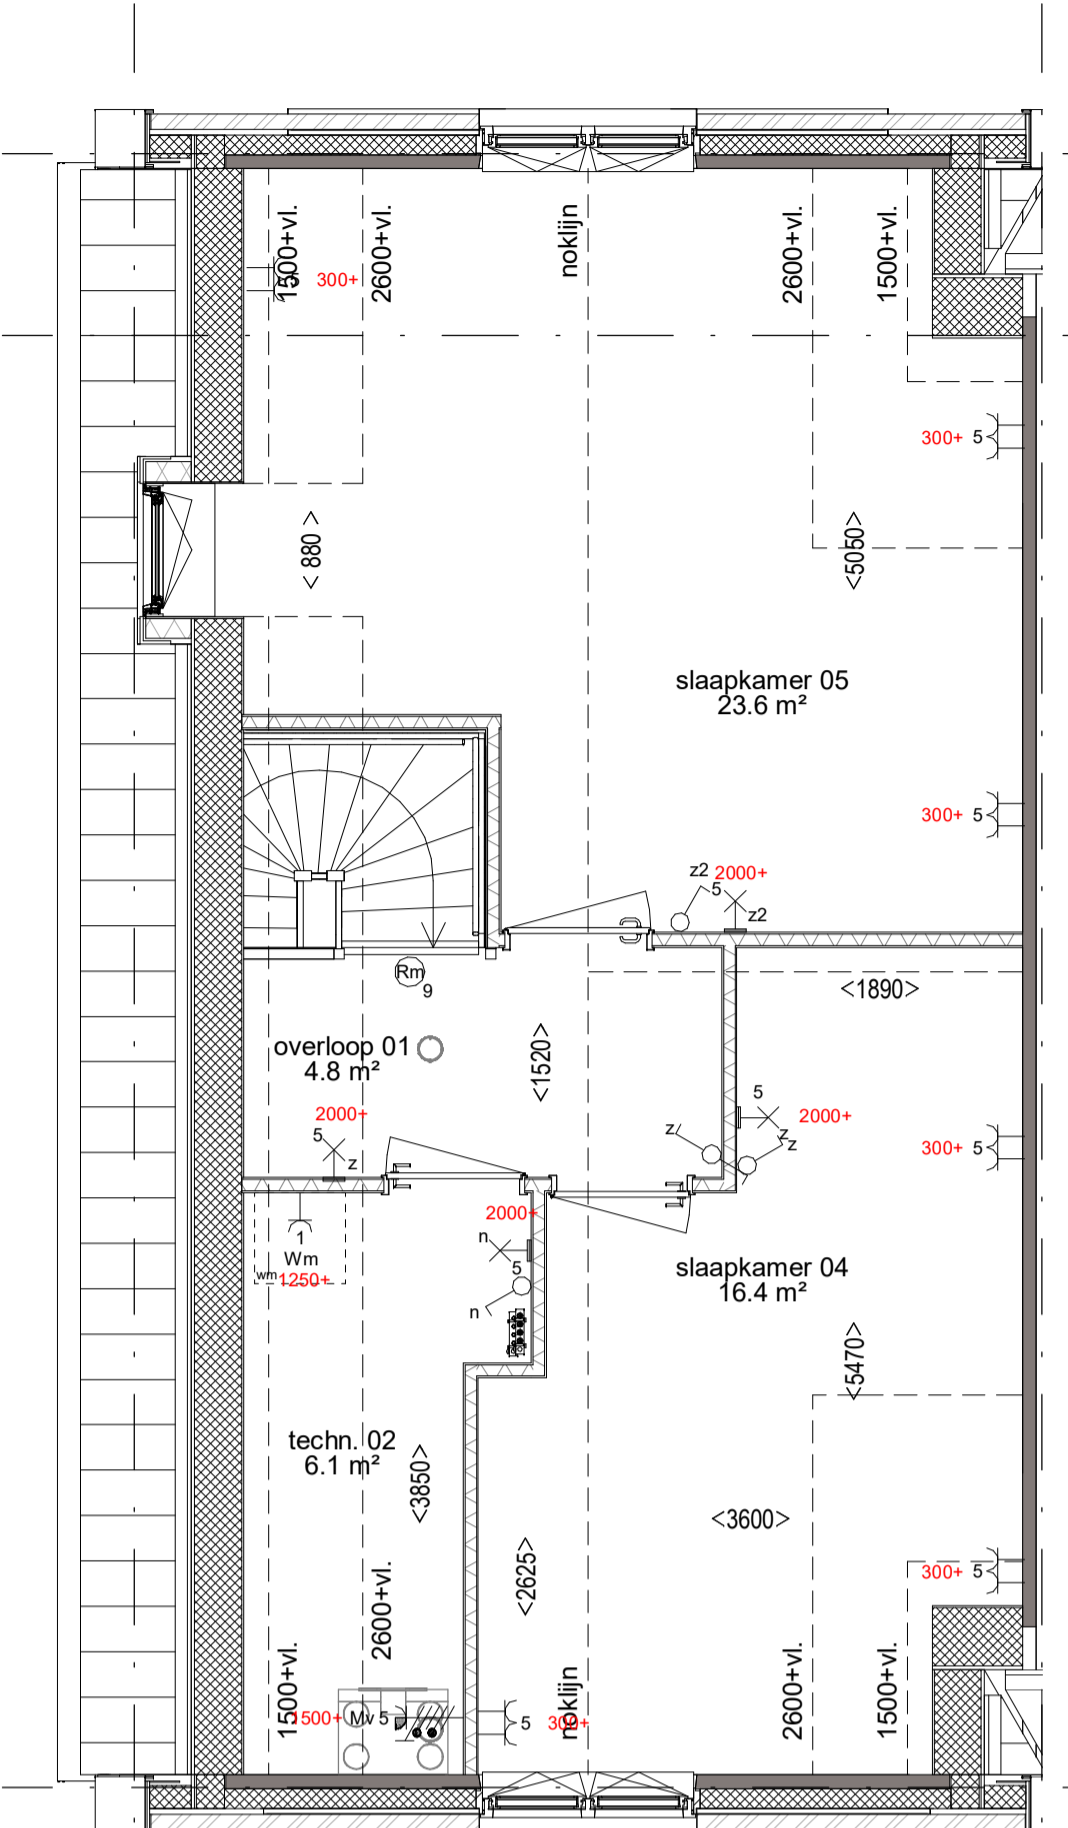 1500+vl.
300+
2600+vl.
noklijn
2600+vl.
1500+vl.
300+ 5
<880 >
<5050>
slaapkamer 05
23.6 m²
300+ 5
z2 2000+
5
z2
Rm
9
<1890>
overloop 01
4.8 m²
<1520>
2000+
5
z
5
2000+
z
z
z
300+ 5
1
Wm
wm 1250+
2000+
n
5
n
slaapkamer 04
16.4 m²
<5470>
techn. 02
6.1 m²
<3850>
<3600>
<2625>
300+ 5
2600+vl.
1500+vl.
1500+ Mv 5
5 300+
noklijn
2600+vl.
1500+vl.